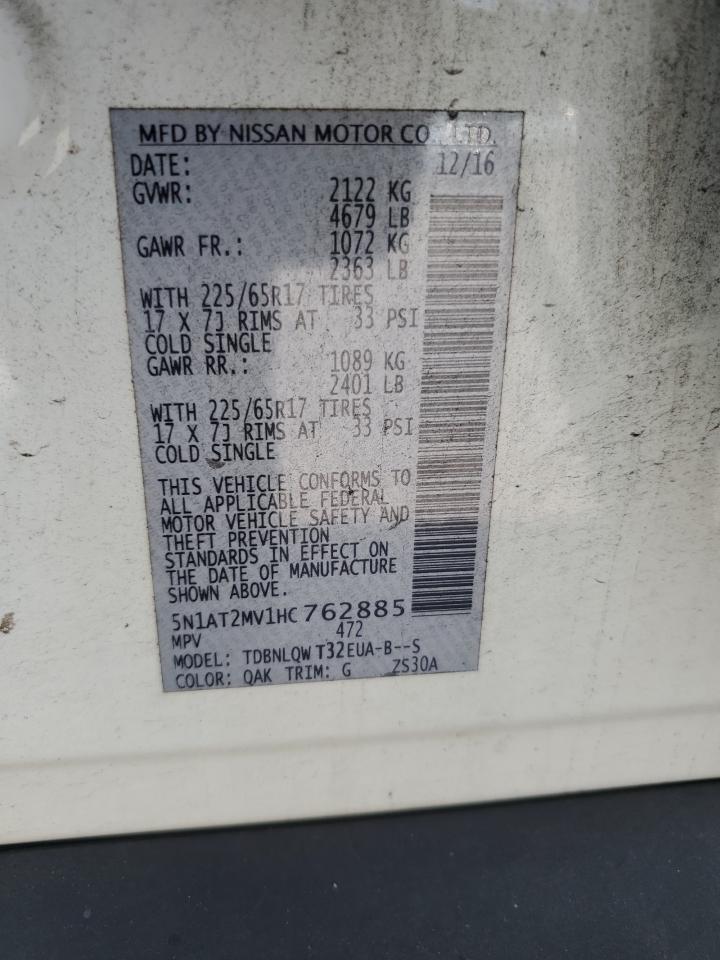 MFD BY NISSAN MOTOR CO., LTD.
DATE: 12/16
GVWR: 2122 KG
4679 LB
GAWR FR.: 1072 KG
2363 LB
WITH 225/65R17 TIRES
17 X 7J RIMS AT 33 PSI
COLD SINGLE
GAWR RR.: 1089 KG
2401 LB
WITH 225/65R17 TIRES
17 X 7J RIMS AT 33 PSI
COLD SINGLE
THIS VEHICLE CONFORMS TO
ALL APPLICABLE FEDERAL
MOTOR VEHICLE SAFETY AND
THEFT PREVENTION
STANDARDS IN EFFECT ON
THE DATE OF MANUFACTURE
SHOWN ABOVE.
5N1AT2MV1HC762885
MPV 472
MODEL: TDBNLQWT32EUA-B--S
COLOR: QAK TRIM: G ZS30A